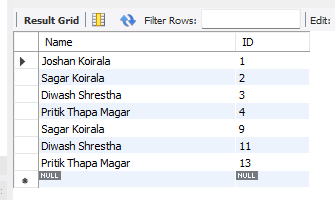 Result Grid Filter Rows: Edit:
Name ID
Joshan Koirala 1
Sagar Koirala 2
Diwash Shrestha 3
Pritik Thapa Magar 4
Sagar Koirala 9
Diwash Shrestha 11
Pritik Thapa Magar 13
NULL NULL